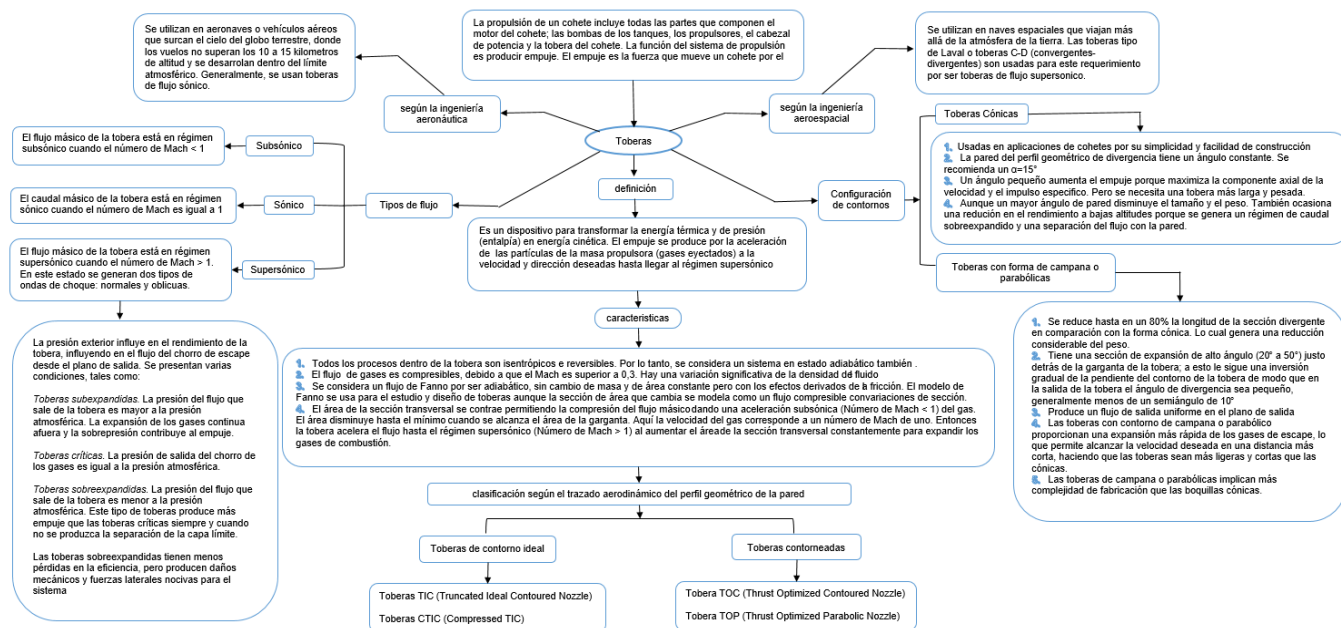 Se utilizan en aeronaves o vehículos aéreos
que surcan el cielo del globo terrestre, donde
los vuelos no superan los 10 a 15 kilometros
de altitud y se desarrolan dentro del límite
atmosférico. Generalmente, se usan toberas
de flujo sónico.
La propulsión de un cohete incluye todas las partes que componen el
motor del cohete; las bombas de los tanques, los propulsores, el cabezal
de potencia y la tobera del cohete. La función del sistema de propulsión
es producir empuje. El empuje es la fuerza que mueve un cohete por el
Se utilizan en naves espaciales que viajan más
allá de la atmósfera de la tierra. Las toberas tipo
de Laval o toberas C-D (convergentes-
divergentes) son usadas para este requerimiento
por ser toberas de flujo supersonico.
según la ingeniería
aeronáutica
según la ingeniería
aeroespacial
Toberas
Tipos de flujo
Subsónico
El flujo másico de la tobera está en régimen
subsónico cuando el número de Mach < 1
Sónico
El caudal másico de la tobera está en régimen
sónico cuando el número de Mach es igual a 1
Supersónico
El flujo másico de la tobera está en régimen
supersónico cuando el número de Mach > 1.
En este estado se generan dos tipos de
ondas de choque: normales y oblicuas.
La presión exterior influye en el rendimiento de la
tobera, influyendo en el flujo del chorro de escape
desde el plano de salida. Se presentan varias
condiciones, tales como:
Toberas subexpandidas. La presión del flujo que
sale de la tobera es mayor a la presión
atmosférica. La expansión de los gases continua
afuera y la sobrepresión contribuye al empuje.
Toberas críticas. La presión de salida del chorro de
los gases es igual a la presión atmosférica.
Toberas sobreexpandidas. La presión del flujo que
sale de la tobera es menor a la presión
atmosférica. Este tipo de toberas produce más
empuje que las toberas críticas siempre y cuando
no se produzca la separación de la capa límite.
Las toberas sobreexpandidas tienen menos
pérdidas en la eficiencia, pero producen daños
mecánicos y fuerzas laterales nocivas para el
sistema
definición
Es un dispositivo para transformar la energía térmica y de presión
(entalpía) en energía cinética. El empuje se produce por la aceleración
de las partículas de la masa propulsora (gases eyectados) a la
velocidad y dirección deseadas hasta llegar al régimen supersónico
caracteristicas
1. Todos los procesos dentro de la tobera son isentrópicos e reversibles. Por lo tanto, se considera un sistema en estado adiabático también .
2. El flujo de gases es compresibles, debido a que el Mach es superior a 0,3. Hay una variación significativa de la densidad del fluido
3. Se considera un flujo de Fanno por ser adiabático, sin cambio de masa y de área constante pero con los efectos derivados de la fricción. El modelo de
Fanno se usa para el estudio y diseño de toberas aunque la sección de área que cambia se modela como un flujo compresible convariaciones de sección.
4. El área de la sección transversal se contrae permitiendo la compresión del flujo másico dando una aceleración subsónica (Número de Mach < 1) del gas.
El área disminuye hasta el mínimo cuando se alcanza el área de la garganta. Aquí la velocidad del gas corresponde a un número de Mach de uno. Entonces
la tobera acelera el flujo hasta el régimen supersónico (Número de Mach > 1) al aumentar el área de la sección transversal constantemente para expandir los
gases de combustión.
clasificación según el trazado aerodinámico del perfil geométrico de la pared
Toberas de contorno ideal
Toberas TIC (Truncated Ideal Contoured Nozzle)
Toberas CTIC (Compressed TIC)
Toberas contorneadas
Tobera TOC (Thrust Optimized Contoured Nozzle)
Tobera TOP (Thrust Optimized Parabolic Nozzle)
Configuración
de contornos
Toberas Cónicas
1. Usadas en aplicaciones de cohetes por su simplicidad y facilidad de construcción
2. La pared del perfil geométrico de divergencia tiene un ángulo constante. Se
recomienda un α=15°
3. Un ángulo pequeño aumenta el empuje porque maximiza la componente axial de la
velocidad y el impulso especifico. Pero se necesita una tobera más larga y pesada.
4. Aunque un mayor ángulo de pared disminuye el tamaño y el peso. También ocasiona
una redución en el rendimiento a bajas altitudes porque se genera un régimen de caudal
sobreexpandido y una separación del flujo con la pared.
Toberas con forma de campana o
parabólicas
1. Se reduce hasta en un 80% la longitud de la sección divergente
en comparación con la forma cónica. Lo cual genera una reducción
considerable del peso.
2. Tiene una sección de expansión de alto ángulo (20° a 50°) justo
detrás de la garganta de la tobera; a esto le sigue una inversión
gradual de la pendiente del contorno de la tobera de modo que en
la salida de la tobera el ángulo de divergencia sea pequeño,
generalmente menos de un semiángulo de 10°
3. Produce un flujo de salida uniforme en el plano de salida
4. Las toberas con contorno de campana o parabólico
proporcionan una expansión más rápida de los gases de escape, lo
que permite alcanzar la velocidad deseada en una distancia más
corta, haciendo que las toberas sean más ligeras y cortas que las
cónicas.
5. Las toberas de campana o parabólicas implican más
complejidad de fabricación que las boquillas cónicas.